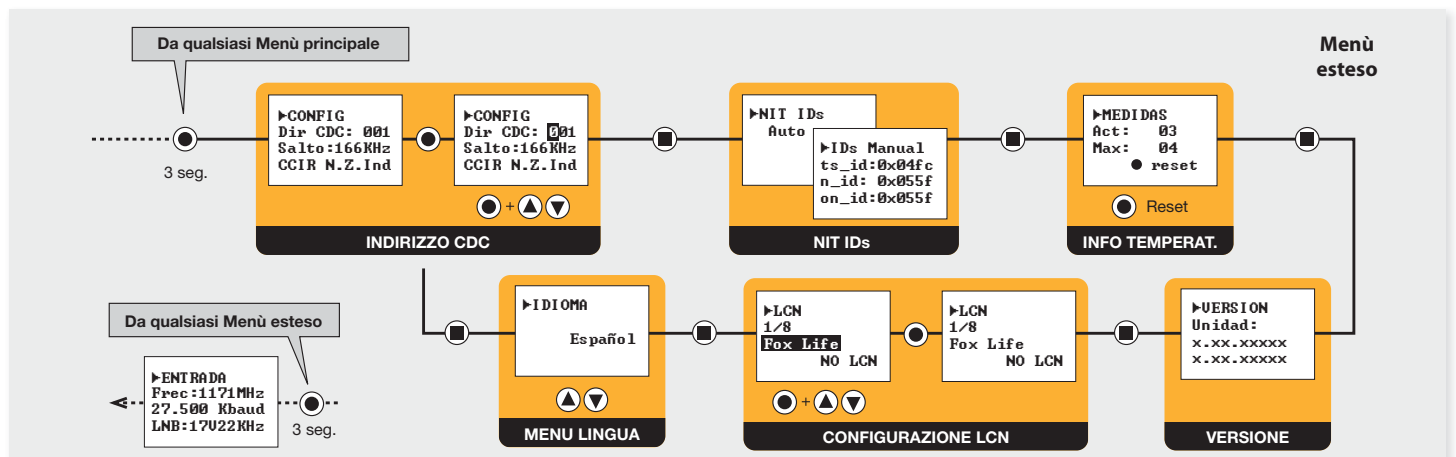 Da qualsiasi Menù principale
Menù
esteso
3 seg.
►CONFIG
Dir CDC: 001
Salto:166KHz
CCIR N.Z.Ind
►CONFIG
Dir CDC: 001
Salto:166KHz
CCIR N.Z.Ind
+
INDIRIZZO CDC
►NIT IDs
Auto
►IDs Manual
ts_id:0x04fc
n_id: 0x055f
on_id:0x055f
NIT IDs
►MEDIDAS
Act: 03
Max: 04
● reset
Reset
INFO TEMPERAT.
Da qualsiasi Menù esteso
►ENTRADA
Frec:1171MHz
27.500 Kbaud
LNB:17V22KHz
3 seg.
►IDIOMA
Español
MENU LINGUA
►LCN
1/8
Fox Life
NO LCN
►LCN
1/8
Fox Life
NO LCN
+
CONFIGURAZIONE LCN
►VERSION
Unidad:
x.xx.xxxxx
x.xx.xxxxx
VERSIONE